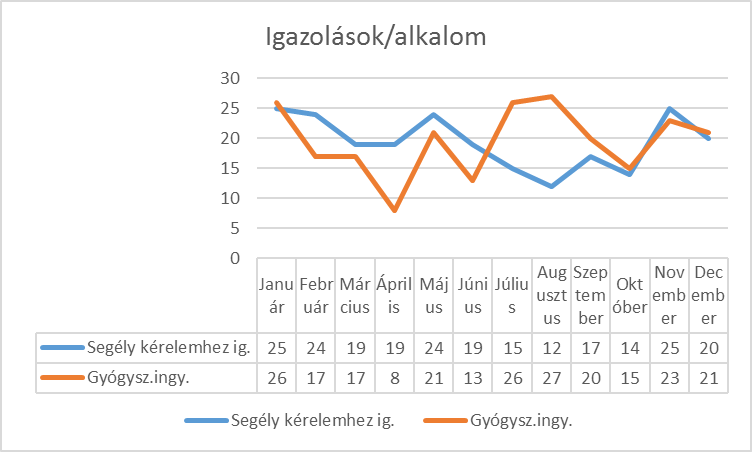 Igazolások/alkalom
30
25
20
15
10
5
0
Janu Febr Már Ápril Máju Júni Júliu Aug Szep Okt Nov Dec
ár uár cius is s us s uszt tem óber emb emb
us ber er er
Segély kérelemhez ig. 25 24 19 19 24 19 15 12 17 14 25 20
Gyógysz.ingy. 26 17 17 8 21 13 26 27 20 15 23 21
Segély kérelemhez ig. Gyógysz.ingy.